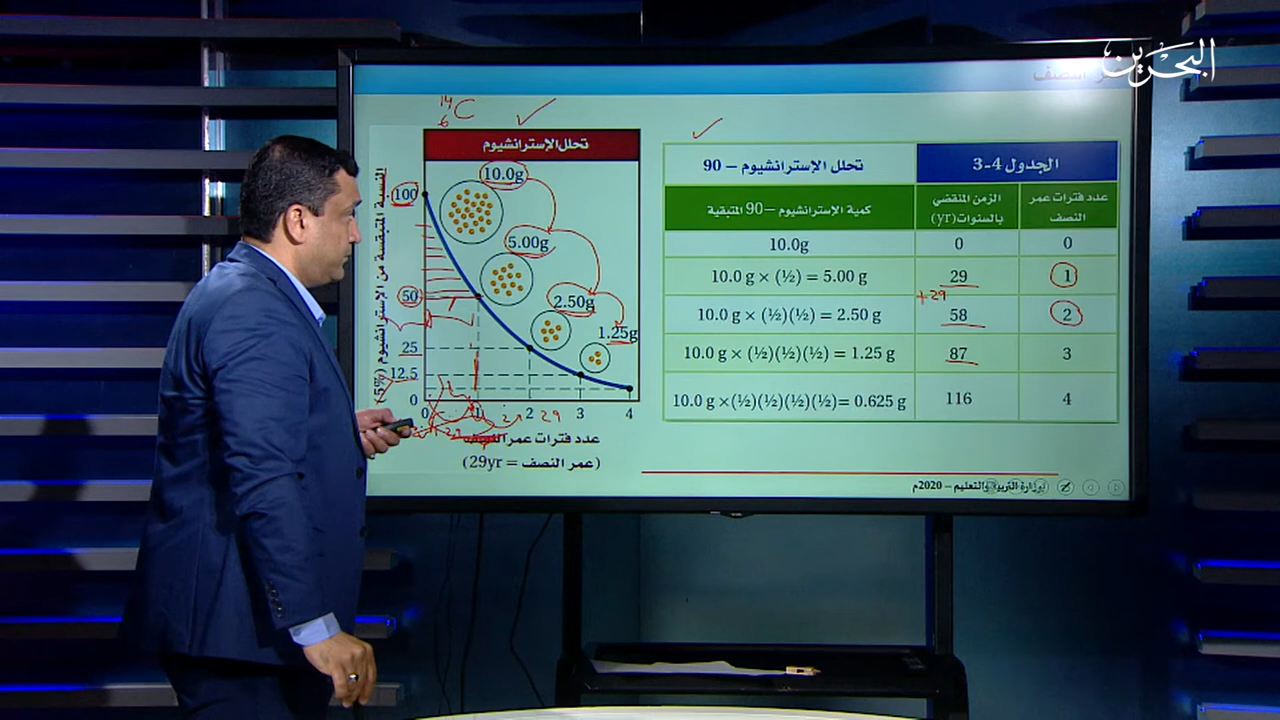 البحرين
النصف
¹⁴₆C
تحلل الإسترانشيوم
النسبة المتبقية من الإسترانشيوم (%)
100
50
25
12.5
0
10.0g
5.00g
2.50g
1.25g
0 1 2 3 4
29
عدد فترات عمر النصف
(عمر النصف = 29yr)
الجدول 4-3 تحلل الإسترانشيوم – 90
عدد فترات عمر النصف الزمن المنقضي بالسنوات (yr) كمية الإسترانشيوم – 90 المتبقية
0 0 10.0g
1 29 10.0 g × (½) = 5.00 g
+29
2 58 10.0 g × (½)(½) = 2.50 g
3 87 10.0 g × (½)(½)(½) = 1.25 g
4 116 10.0 g ×(½)(½)(½)(½)= 0.625 g
وزارة التربية والتعليم – 2020م